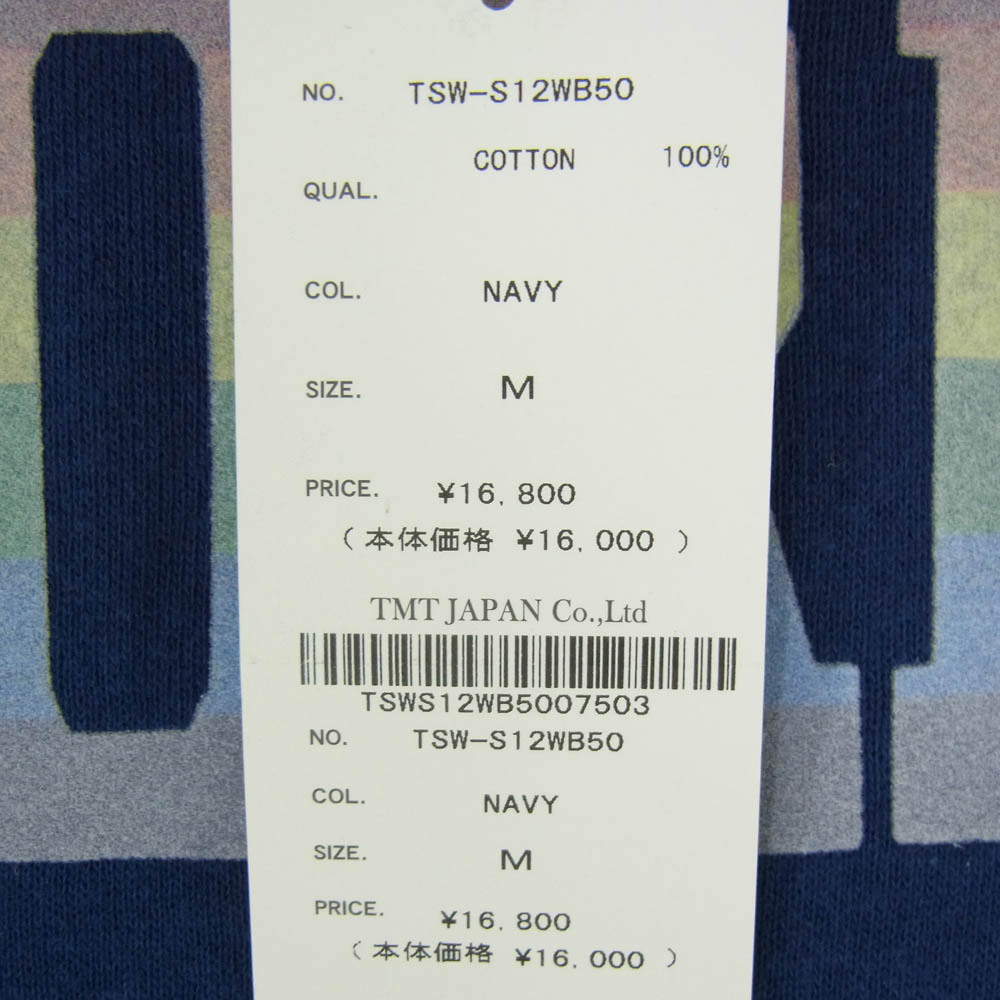 NO. TSW-S12WB50
COTTON 100%
QUAL.
COL. NAVY
SIZE. M
PRICE. ¥16,800
(本体価格 ¥16,000)
TMT JAPAN Co.,Ltd
TSWS12WB5007503
NO. TSW-S12WB50
COL. NAVY
SIZE. M
PRICE. ¥16,800
(本体価格 ¥16,000)